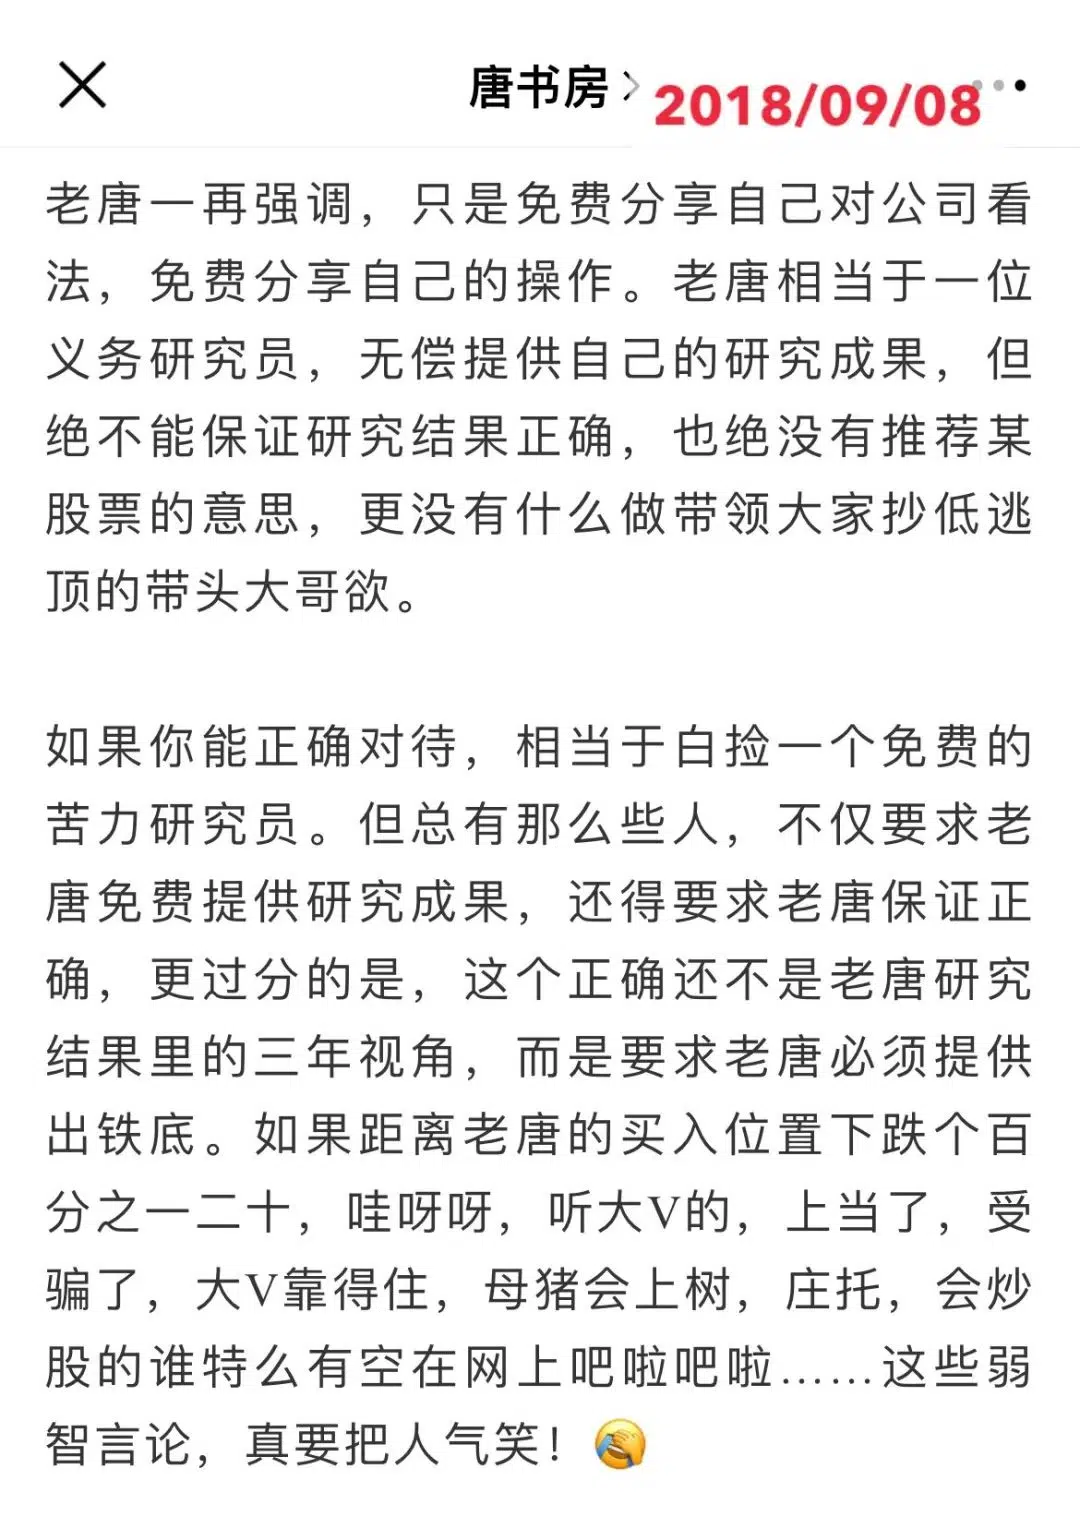 唐书房
2018/09/08
老唐一再强调，只是免费分享自己对公司看
法，免费分享自己的操作。老唐相当于一位
义务研究员，无偿提供自己的研究成果，但
绝不能保证研究结果正确，也绝没有推荐某
股票的意思，更没有什么做带领大家抄低逃
顶的带头大哥欲。
如果你能正确对待，相当于白捡一个免费的
苦力研究员。但总有那么些人，不仅要求老
唐免费提供研究成果，还得要求老唐保证正
确，更过分的是，这个正确还不是老唐研究
结果里的三年视角，而是要求老唐必须提供
出铁底。如果距离老唐的买入位置下跌个百
分之一二十，哇呀呀，听大V的，上当了，受
骗了，大V靠得住，母猪会上树，庄托，会炒
股的谁特么有空在网上吧啦吧啦……这些弱
智言论，真要把人气笑！🤣